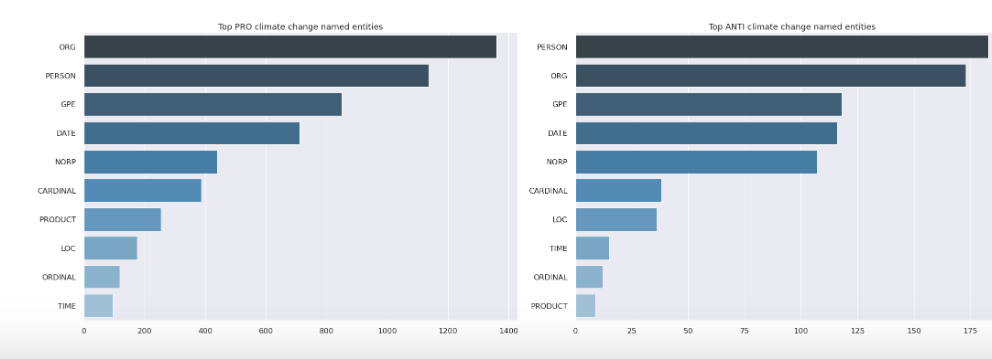 Top PRO climate change named entities
ORG
PERSON
GPE
DATE
NORP
CARDINAL
PRODUCT
LOC
ORDINAL
TIME
0 200 400 600 800 1000 1200 1400
Top ANTI climate change named entities
PERSON
ORG
GPE
DATE
NORP
CARDINAL
LOC
TIME
ORDINAL
PRODUCT
0 25 50 75 100 125 150 175